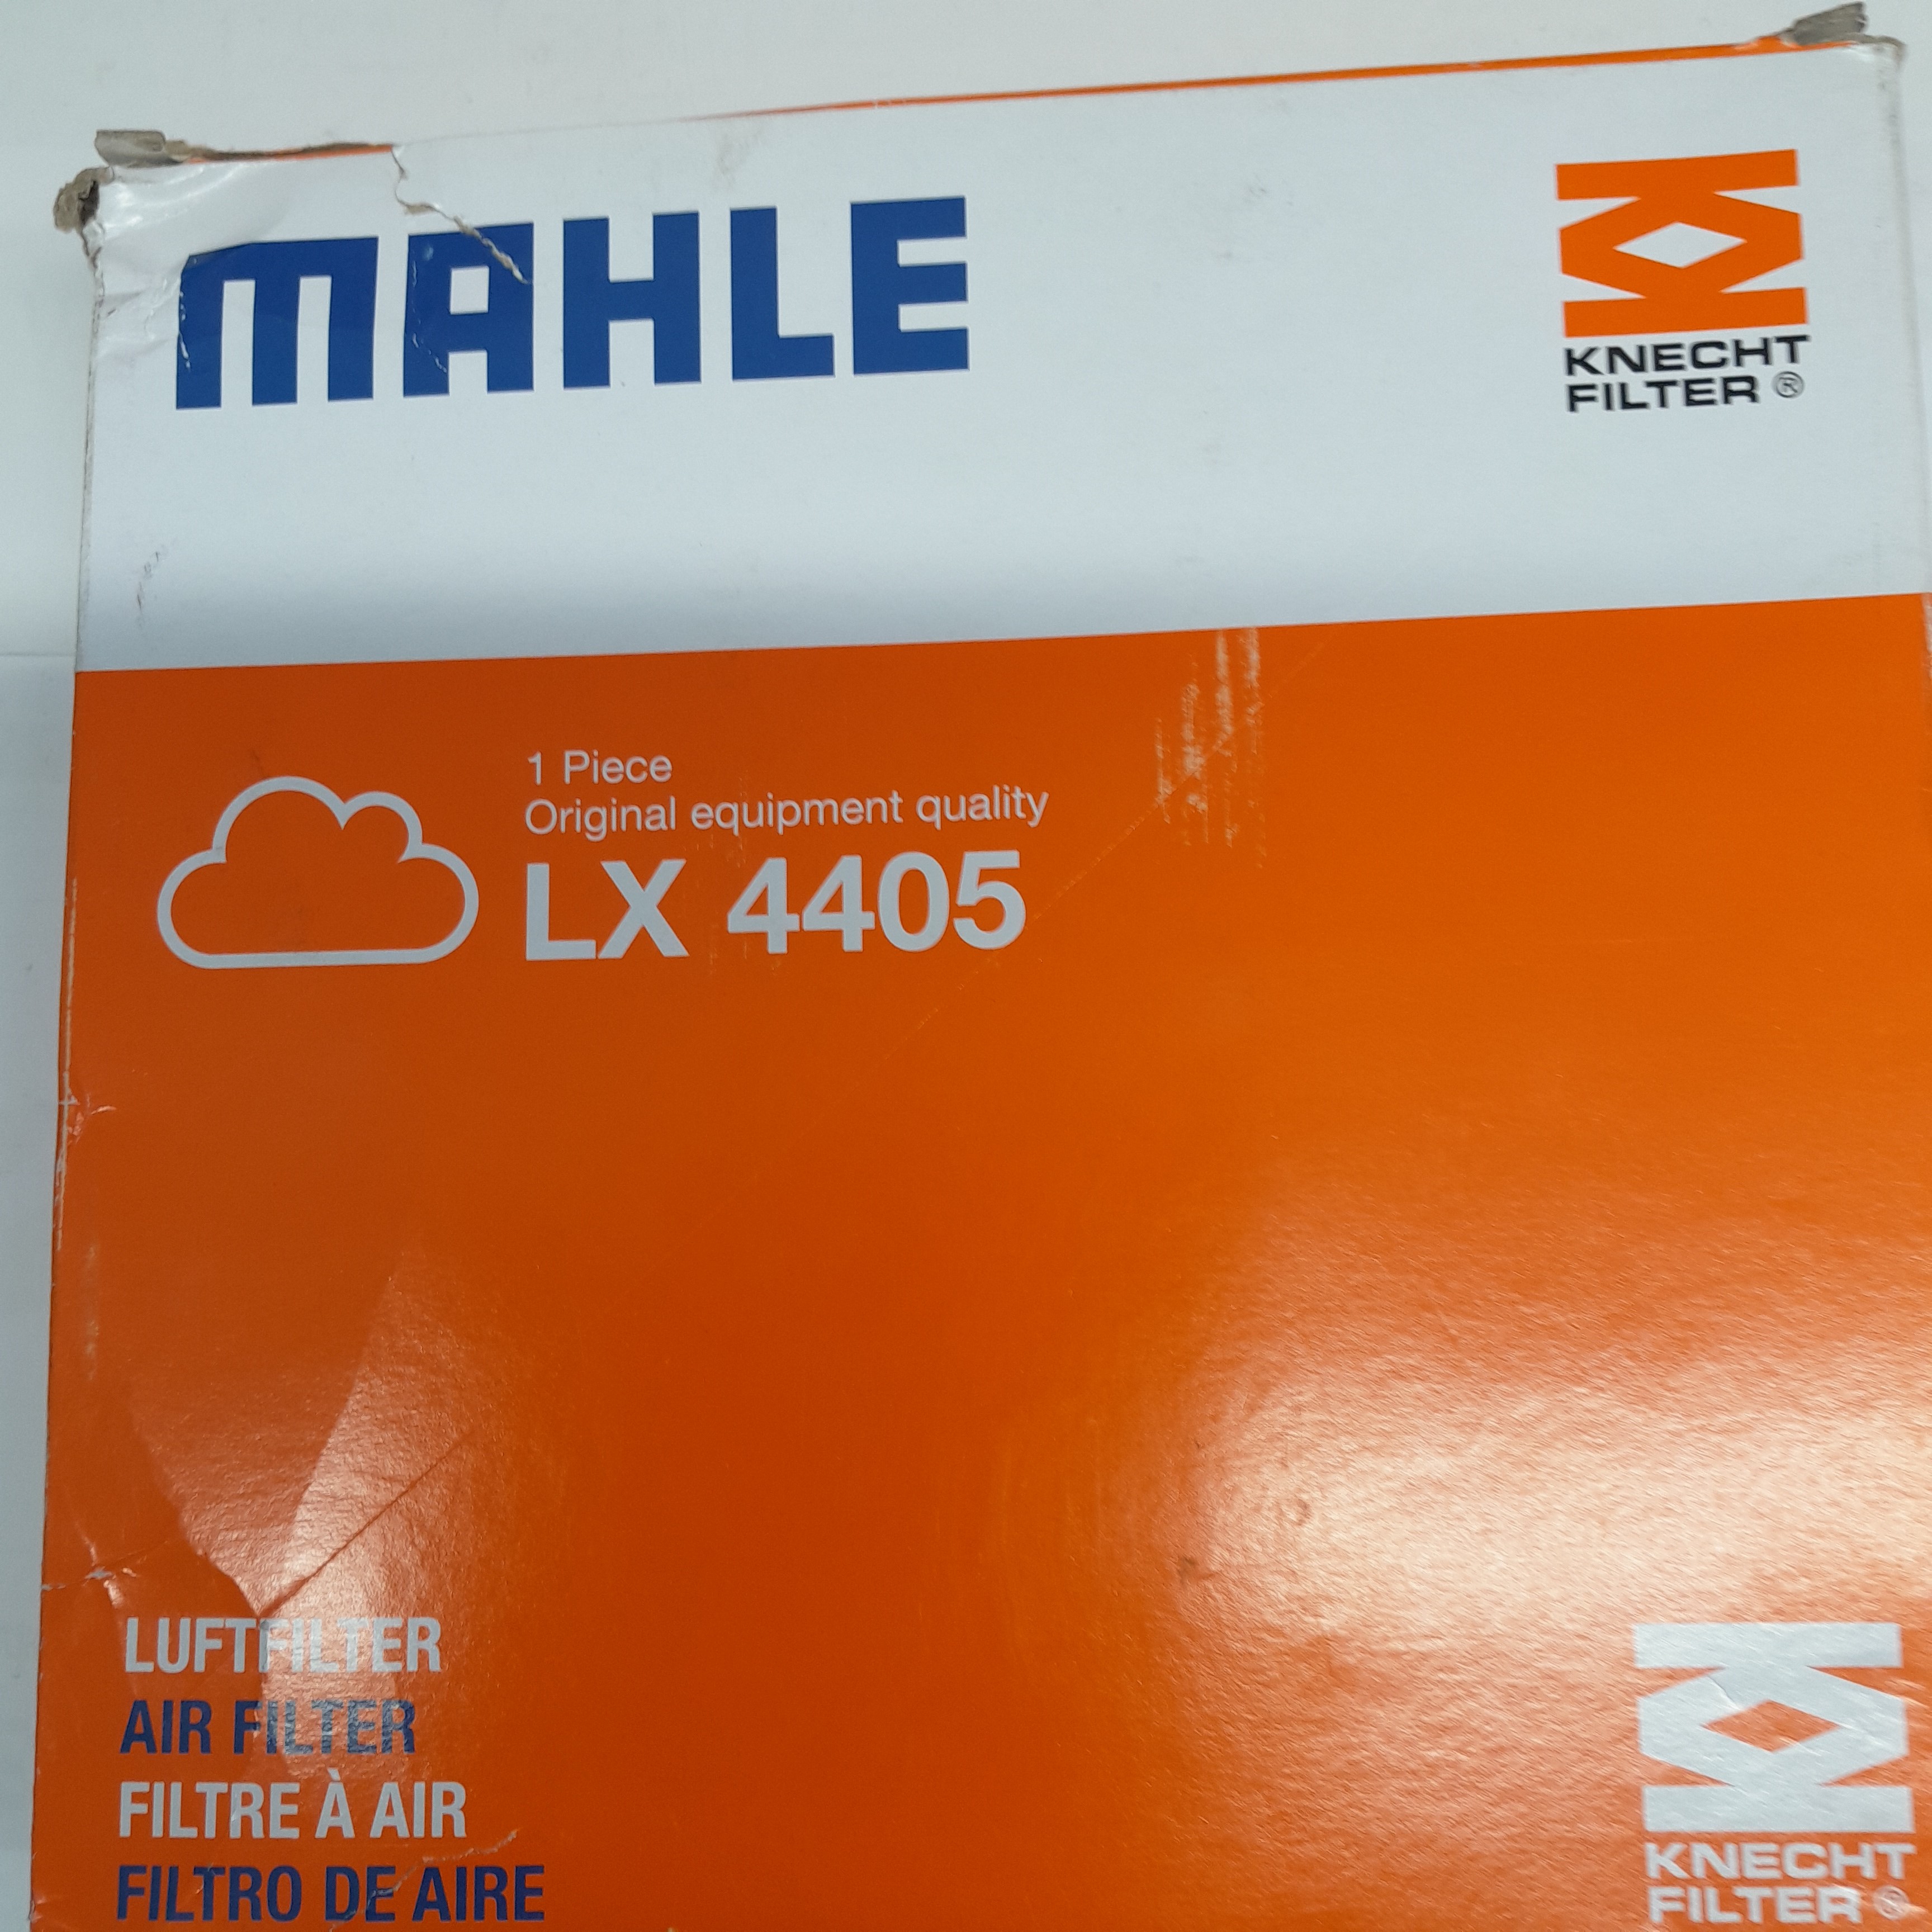 MAHLE
KNECHT
FILTER ®
1 Piece
Original equipment quality
LX 4405
LUFTFILTER
AIR FILTER
FILTRE À AIR
FILTRO DE AIRE
KNECHT
FILTER ®